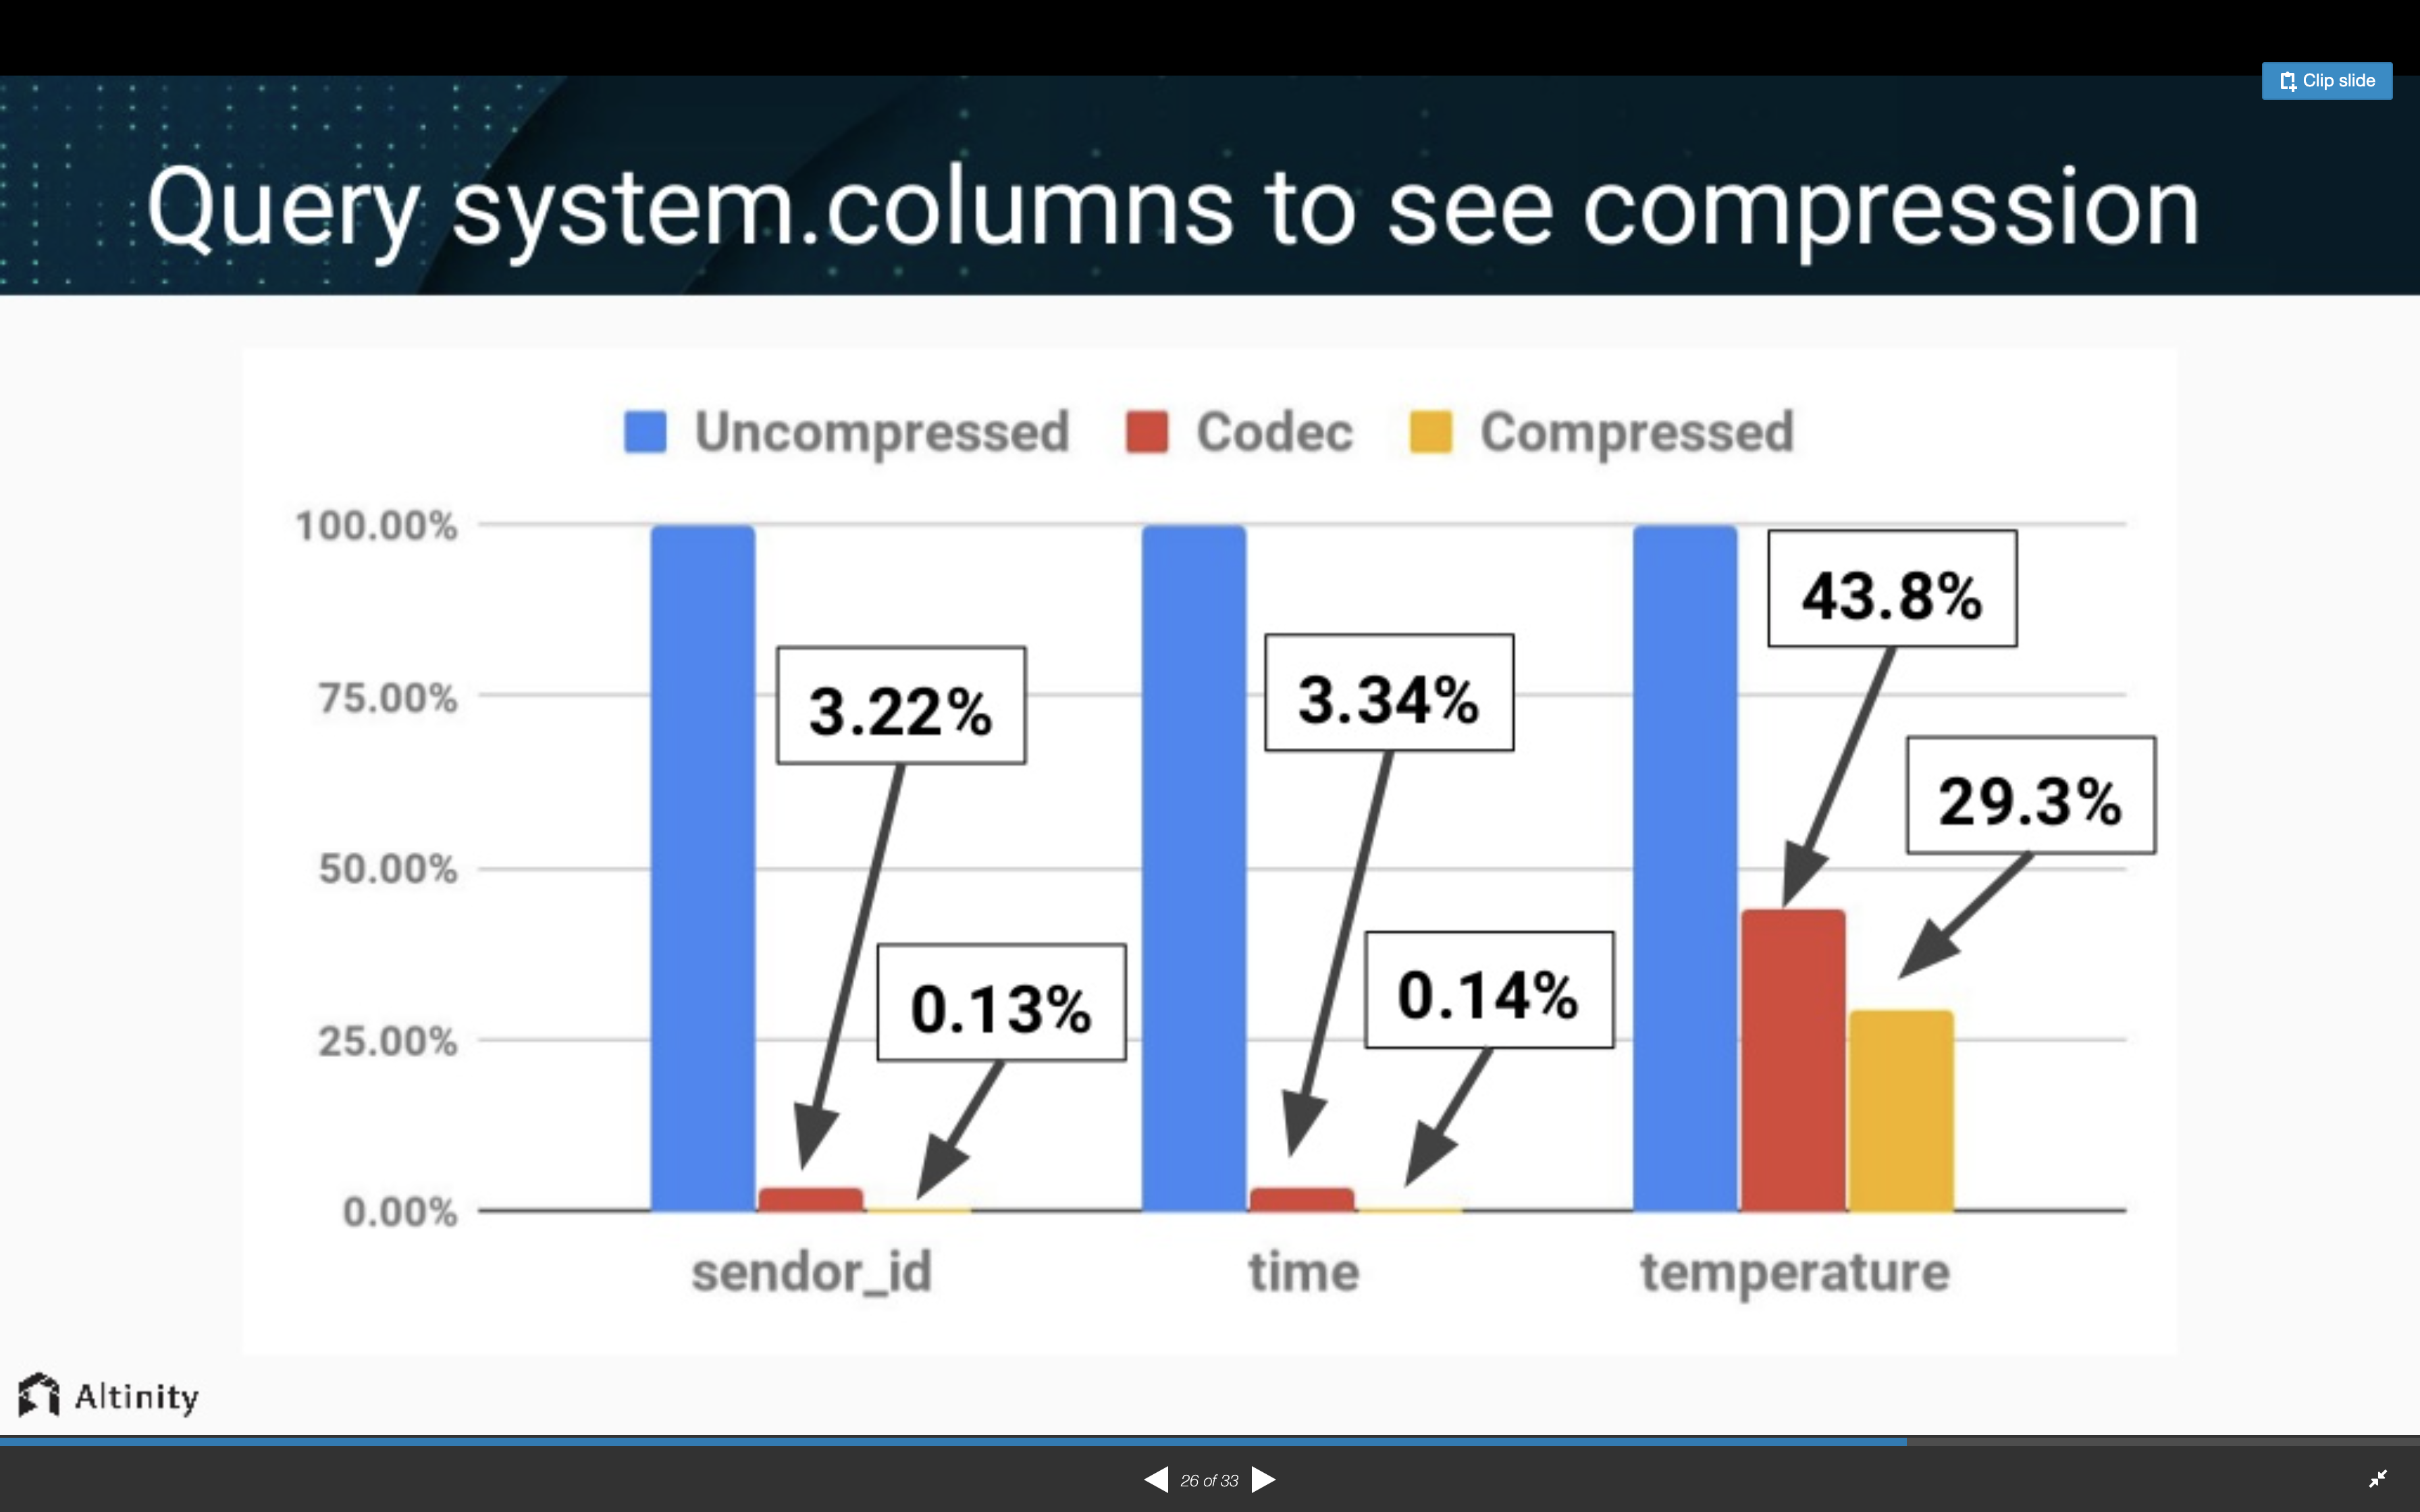 Clip slide
Query system.columns to see compression
Uncompressed Codec Compressed
100.00%
43.8%
3.22%
3.34%
75.00%
29.3%
50.00%
0.13%
0.14%
25.00%
0.00%
sendor_id time temperature
Altinity
26 of 33